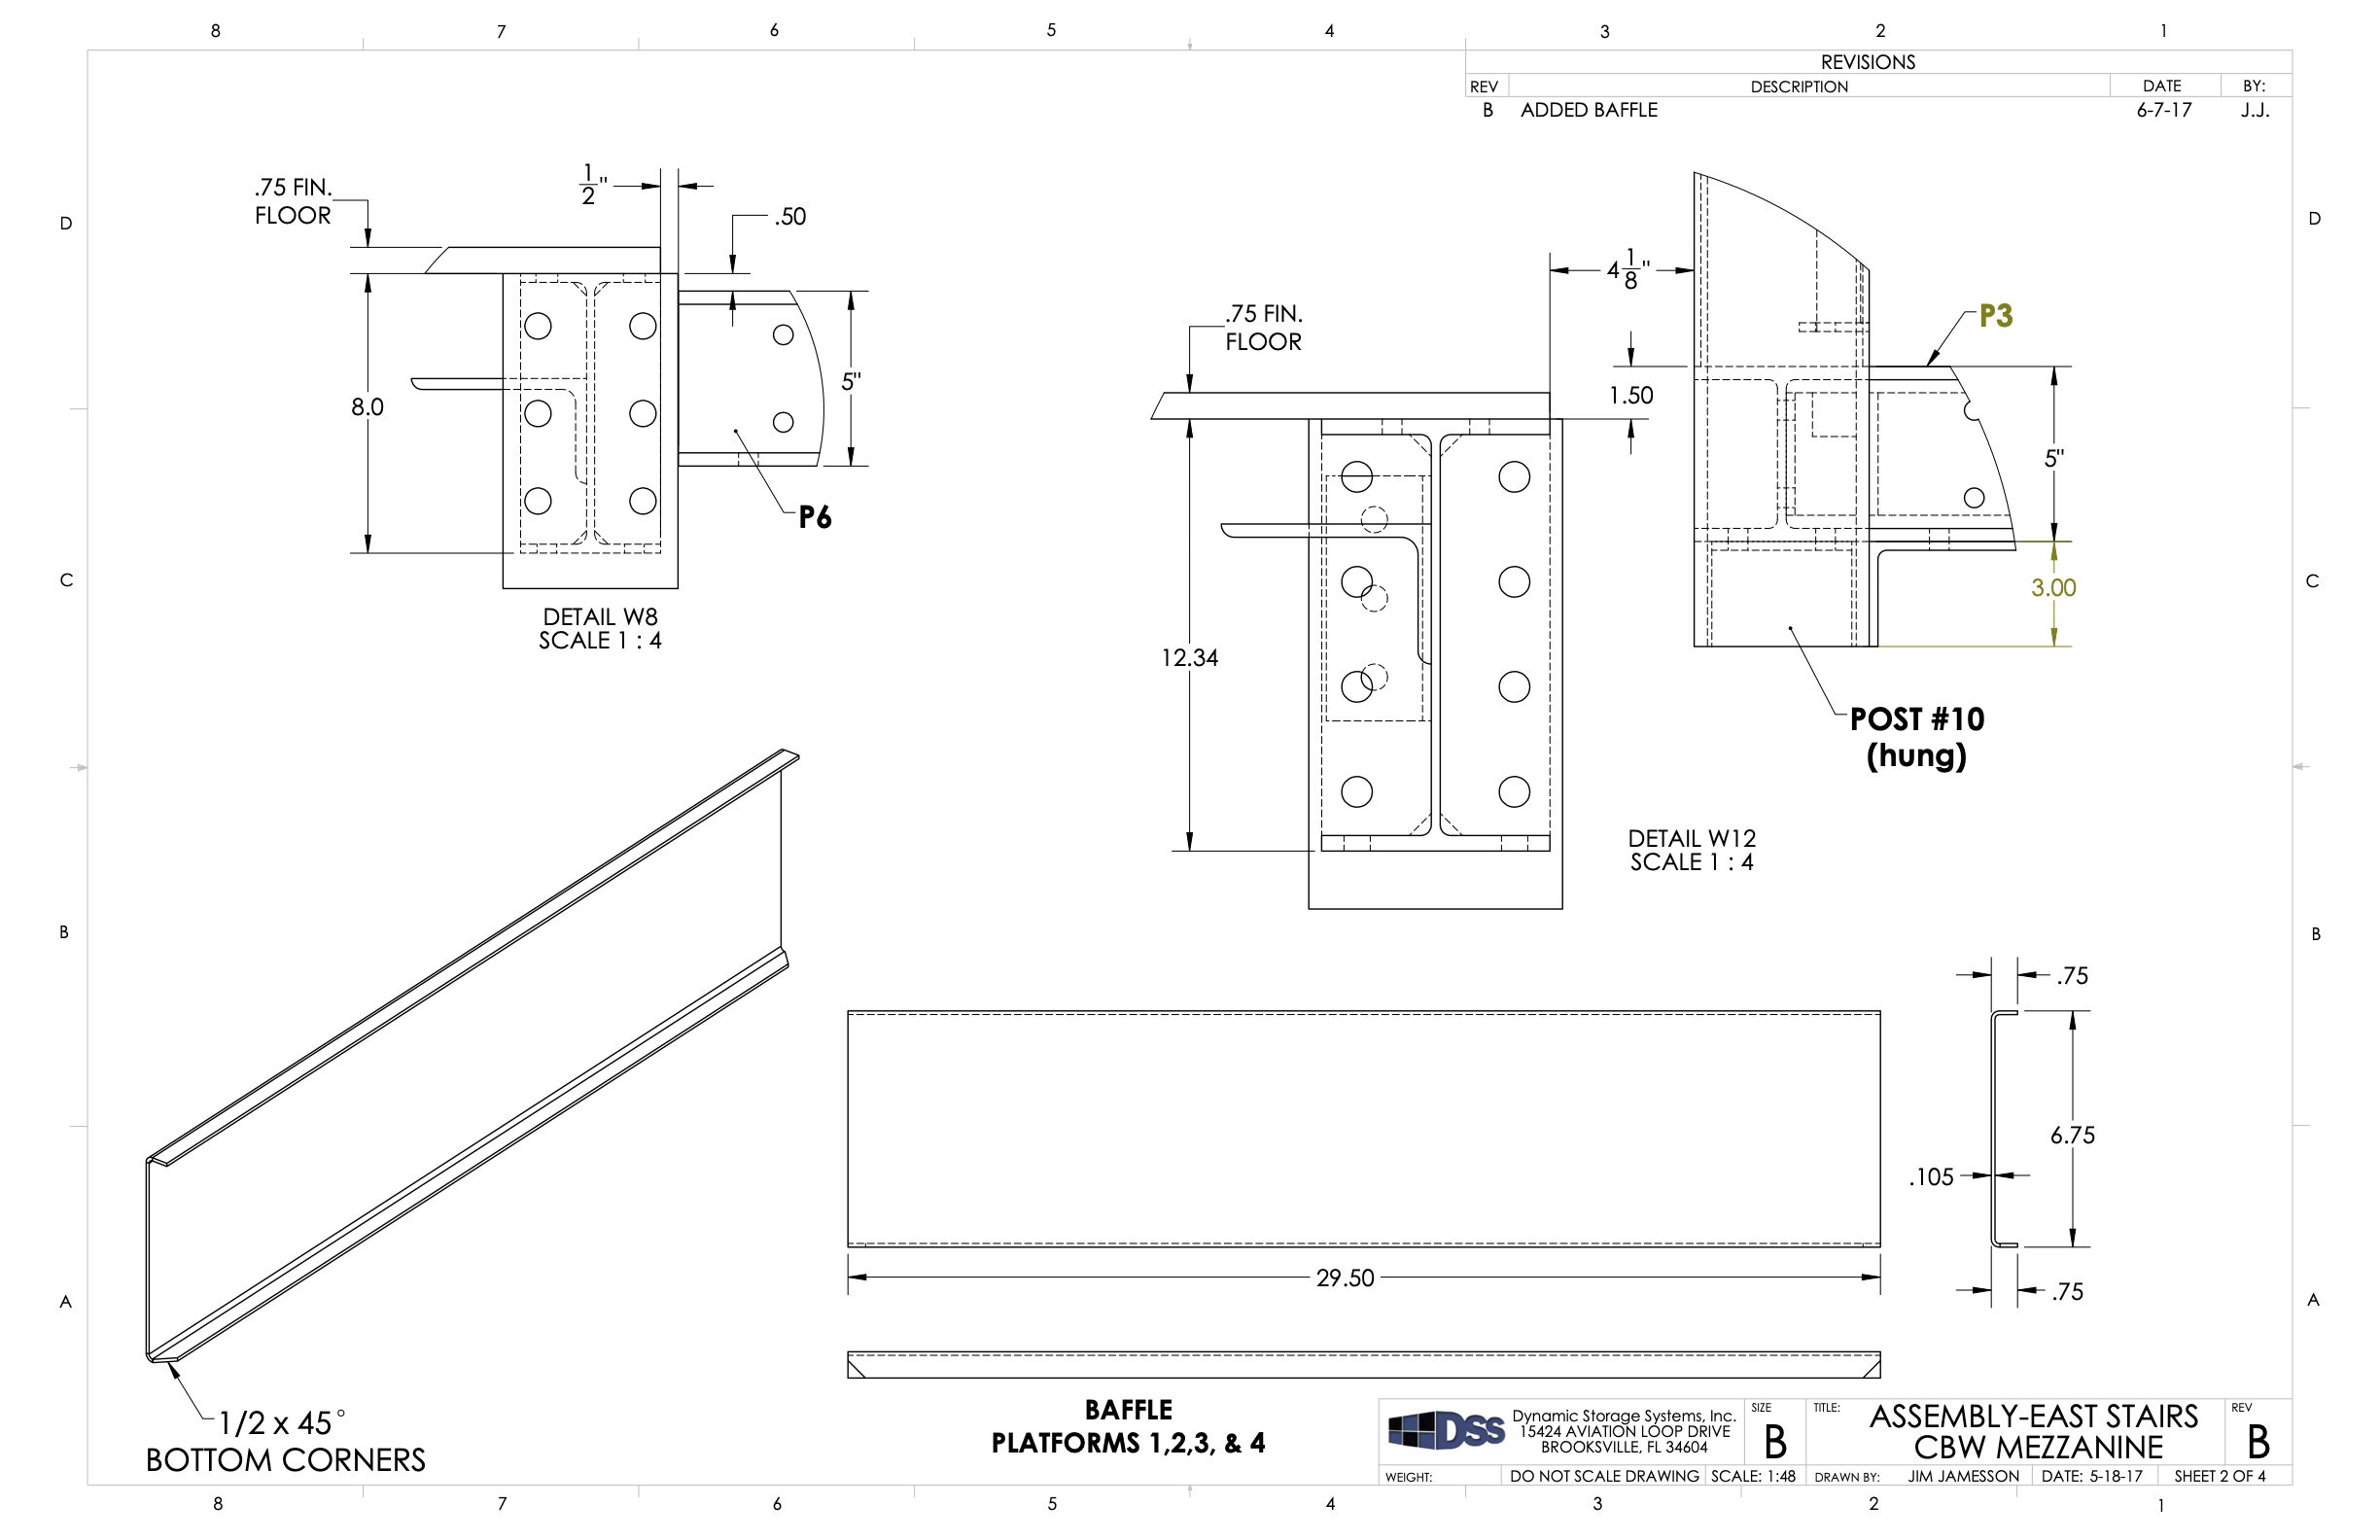 8 7 6 5 4 3 2 1
REVISIONS
REV DESCRIPTION DATE BY:
B ADDED BAFFLE 6-7-17 J.J.
D
D
.75 FIN.
FLOOR
1/2"
.50
8.0
5"
P6
DETAIL W8
SCALE 1 : 4
.75 FIN.
FLOOR
4 1/8"
P3
1.50
5"
3.00
12.34
POST #10
(hung)
DETAIL W12
SCALE 1 : 4
C
C
B
B
.75
6.75
.105
.75
29.50
A
A
1/2 x 45°
BOTTOM CORNERS
BAFFLE
PLATFORMS 1,2,3, & 4
DSS
Dynamic Storage Systems, Inc.
15424 AVIATION LOOP DRIVE
BROOKSVILLE, FL 34604
SIZE
B
TITLE:
ASSEMBLY-EAST STAIRS
CBW MEZZANINE
REV
B
WEIGHT: DO NOT SCALE DRAWING SCALE: 1:48 DRAWN BY: JIM JAMESSON DATE: 5-18-17 SHEET 2 OF 4
8 7 6 5 4 3 2 1